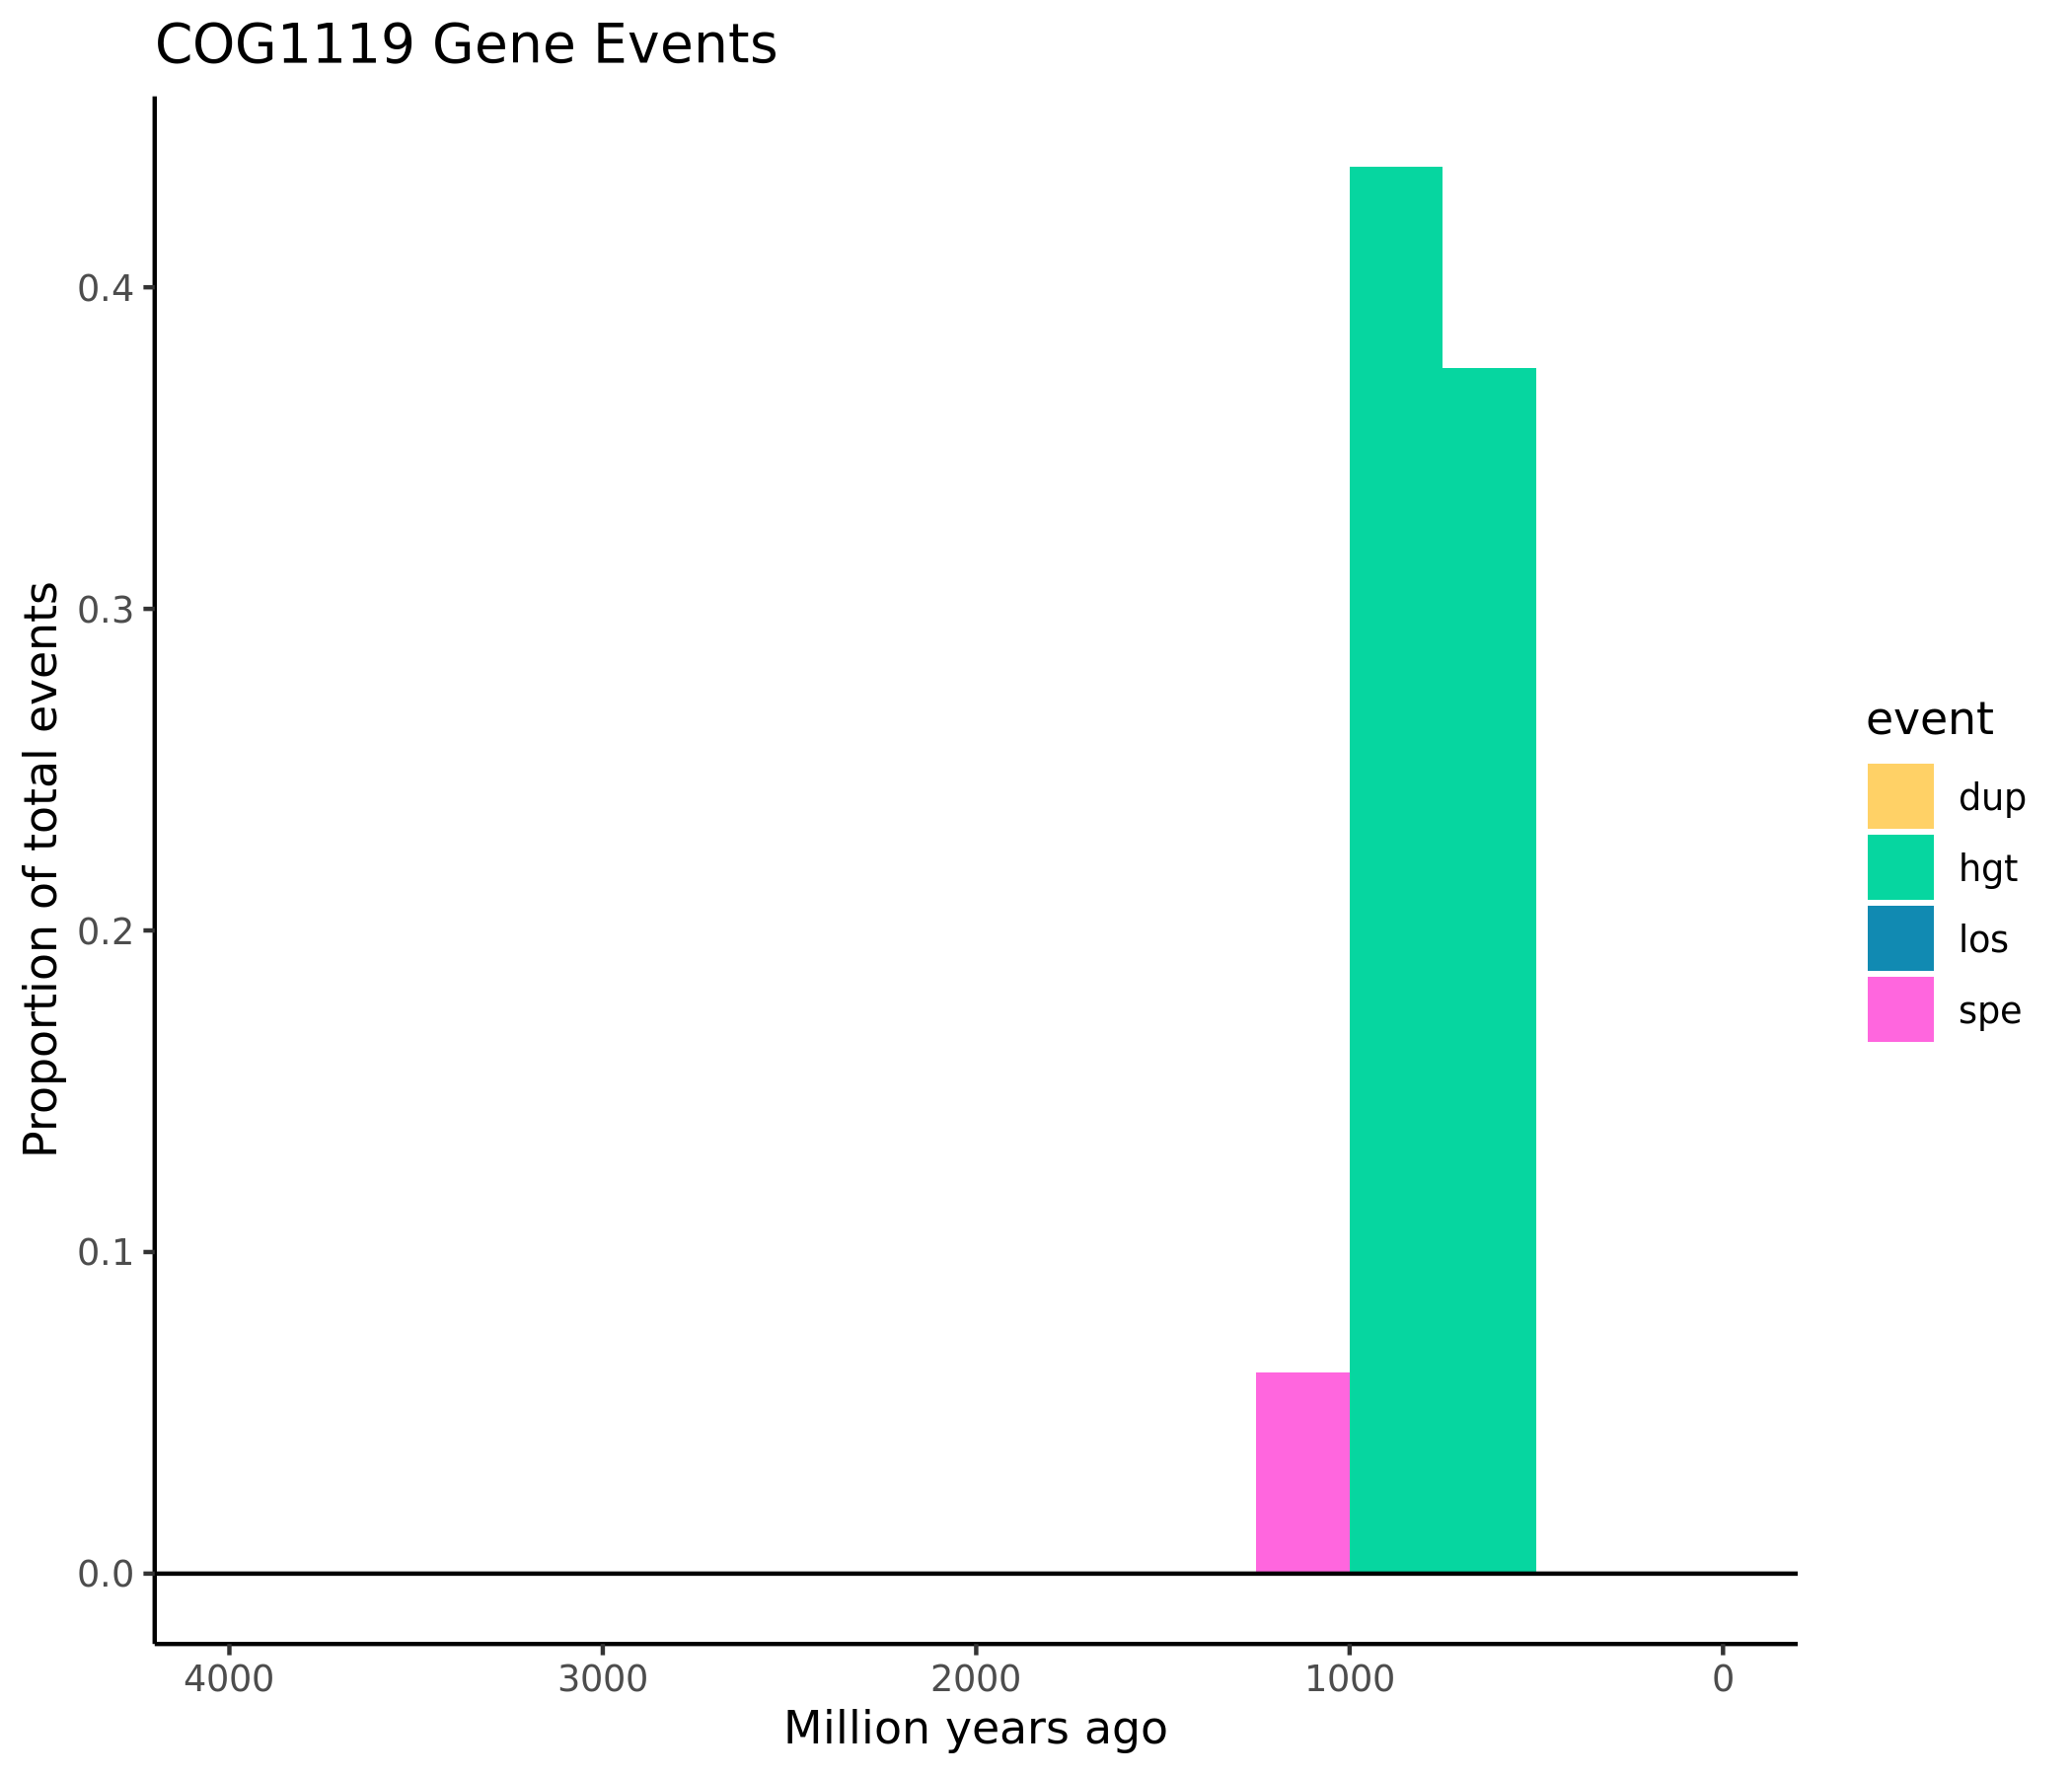 COG1119 Gene Events
Proportion of total events
0.4
0.3
0.2
0.1
0.0
4000 3000 2000 1000 0
Million years ago
event
dup
hgt
los
spe